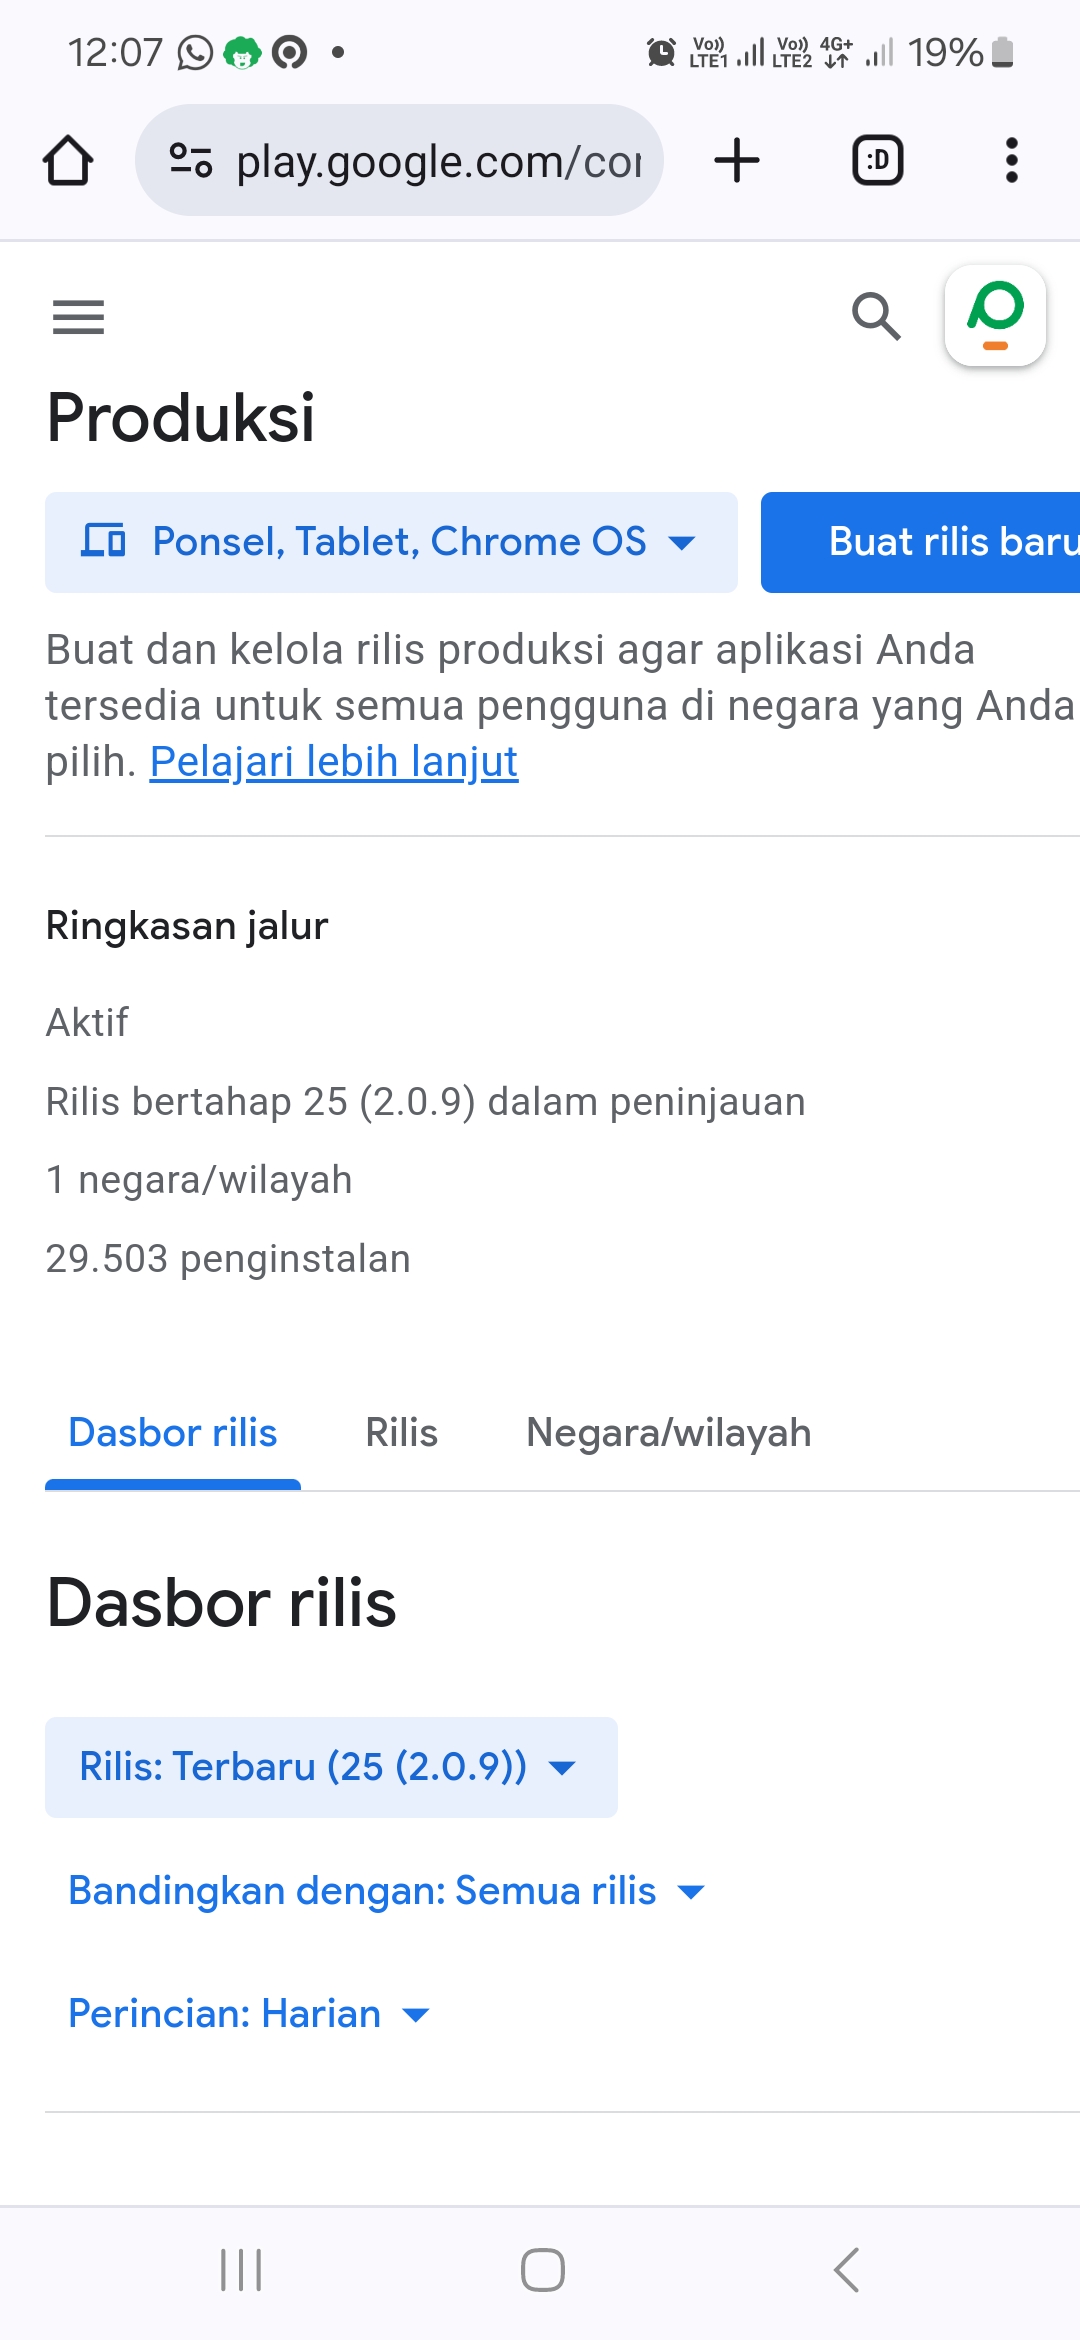 12:07
Vo)) LTE1 Vo)) LTE2 4G+ 19%
play.google.com/cor
:D
Produksi
Ponsel, Tablet, Chrome OS
Buat rilis baru
Buat dan kelola rilis produksi agar aplikasi Anda
tersedia untuk semua pengguna di negara yang Anda
pilih. Pelajari lebih lanjut
Ringkasan jalur
Aktif
Rilis bertahap 25 (2.0.9) dalam peninjauan
1 negara/wilayah
29.503 penginstalan
Dasbor rilis Rilis Negara/wilayah
Dasbor rilis
Rilis: Terbaru (25 (2.0.9))
Bandingkan dengan: Semua rilis
Perincian: Harian